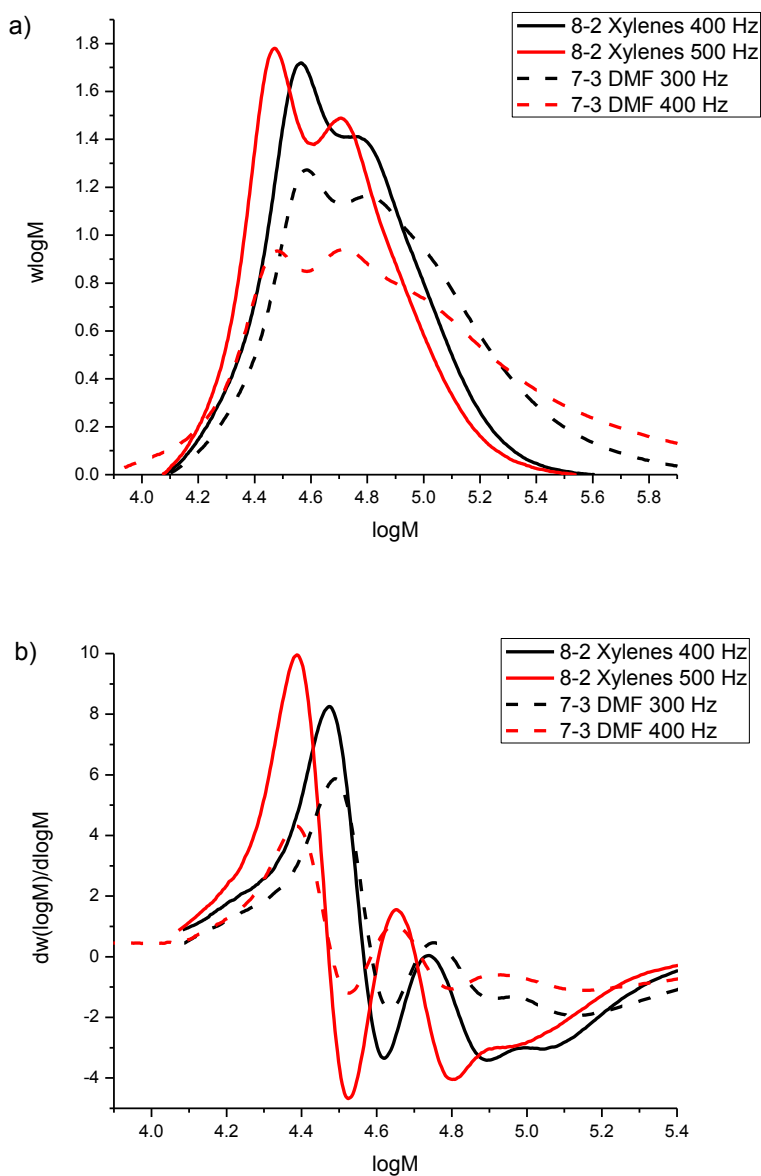 a)
8-2 Xylenes 400 Hz
8-2 Xylenes 500 Hz
7-3 DMF 300 Hz
7-3 DMF 400 Hz
1.8
1.6
1.4
1.2
1.0
0.8
0.6
0.4
0.2
0.0
wlogM
4.0 4.2 4.4 4.6 4.8 5.0 5.2 5.4 5.6 5.8
logM
b)
8-2 Xylenes 400 Hz
8-2 Xylenes 500 Hz
7-3 DMF 300 Hz
7-3 DMF 400 Hz
10
8
6
4
2
0
-2
-4
dw(logM)/dlogM
4.0 4.2 4.4 4.6 4.8 5.0 5.2 5.4
logM